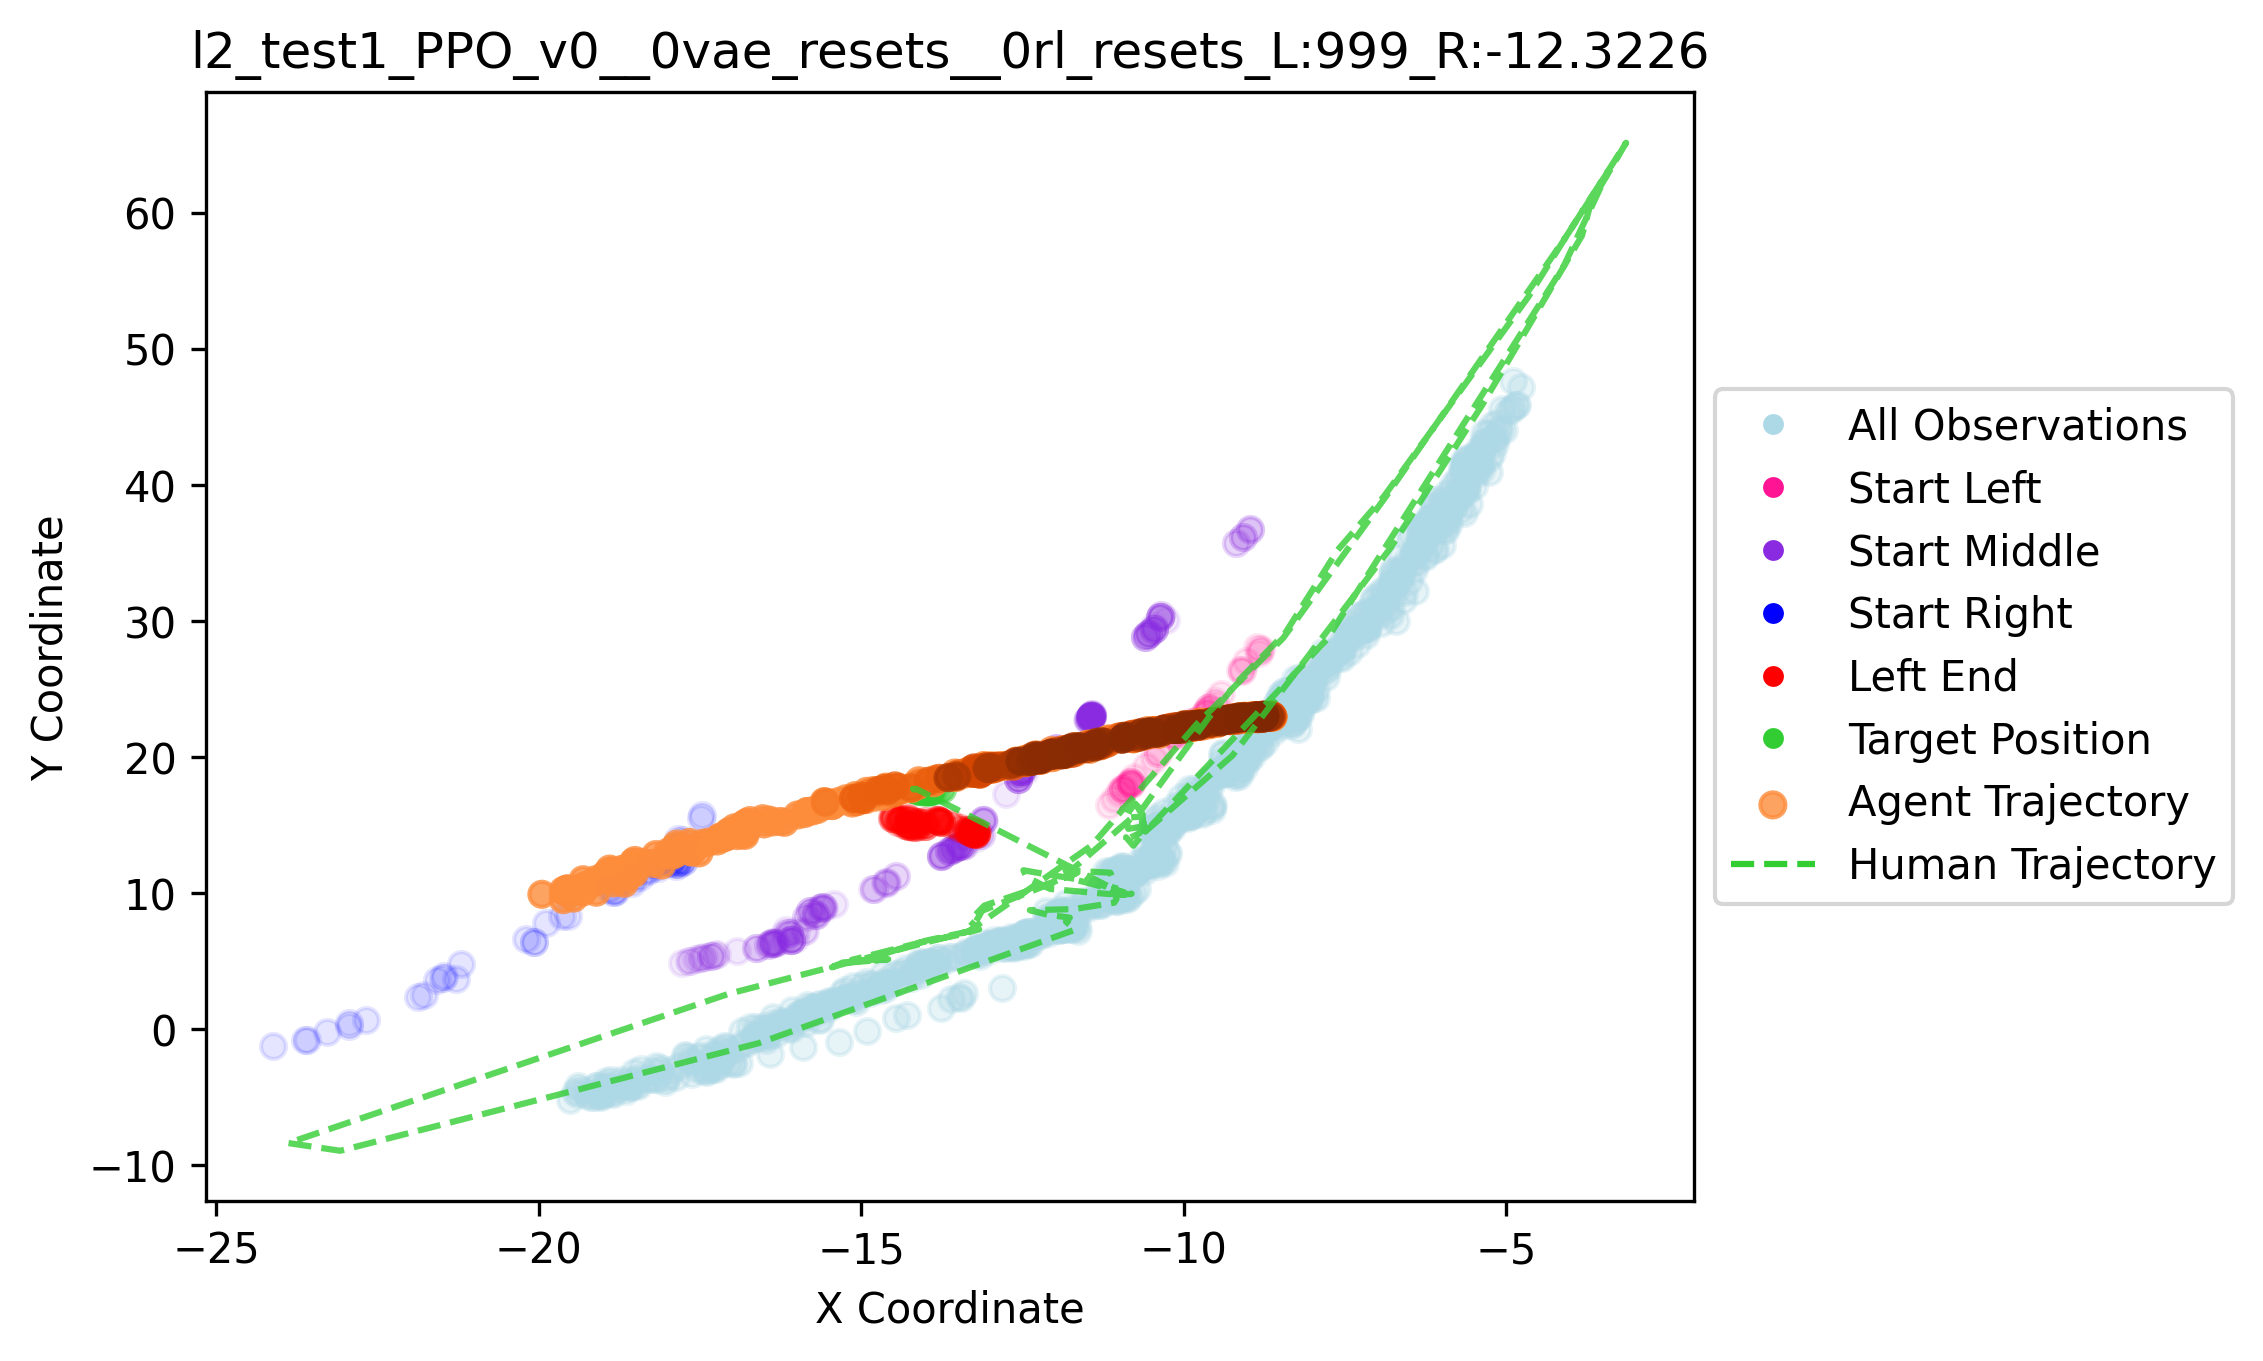 l2_test1_PPO_v0__0vae_resets__0rl_resets_L:999_R:-12.3226
Y Coordinate
60
50
40
30
20
10
0
−10
−25
−20
−15
−10
−5
X Coordinate
All Observations
Start Left
Start Middle
Start Right
Left End
Target Position
Agent Trajectory
Human Trajectory